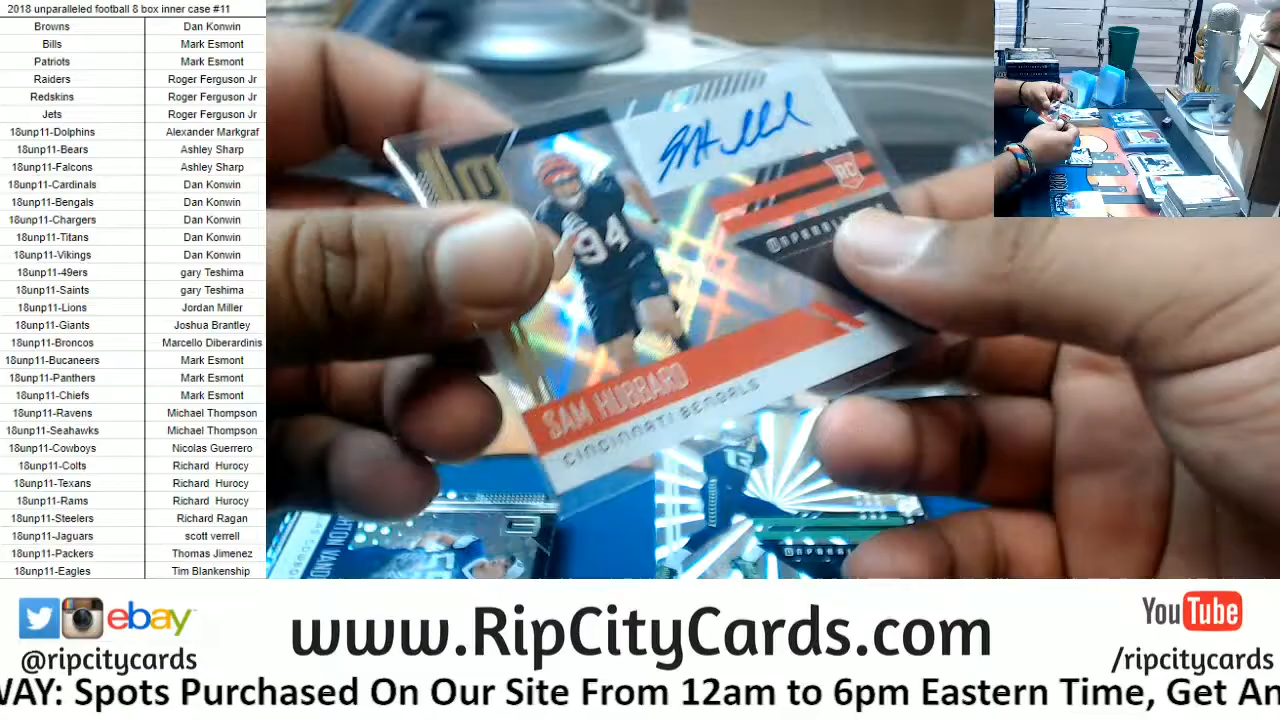 2018 unparalleled football 8 box inner case #11
Browns Dan Konwin
Bills Mark Esmont
Patriots Mark Esmont
Raiders Roger Ferguson Jr
Redskins Roger Ferguson Jr
Jets Roger Ferguson Jr
18unp11-Dolphins Alexander Markgraf
18unp11-Bears Ashley Sharp
18unp11-Falcons Ashley Sharp
18unp11-Cardinals Dan Konwin
18unp11-Bengals Dan Konwin
18unp11-Chargers Dan Konwin
18unp11-Titans Dan Konwin
18unp11-Vikings Dan Konwin
18unp11-49ers gary Teshima
18unp11-Saints gary Teshima
18unp11-Lions Jordan Miller
18unp11-Giants Joshua Brantley
18unp11-Broncos Marcello Diberardinis
18unp11-Bucaneers Mark Esmont
18unp11-Panthers Mark Esmont
18unp11-Chiefs Mark Esmont
18unp11-Ravens Michael Thompson
18unp11-Seahawks Michael Thompson
18unp11-Cowboys Nicolas Guerrero
18unp11-Colts Richard Hurocy
18unp11-Texans Richard Hurocy
18unp11-Rams Richard Hurocy
18unp11-Steelers Richard Ragan
18unp11-Jaguars scott verrell
18unp11-Packers Thomas Jimenez
18unp11-Eagles Tim Blankenship
RC
94
SAM HUBBARD
CINCINNATI BENGALS
ebay
@ripcitycards
www.RipCityCards.com
YouTube
/ripcitycards
WAY: Spots Purchased On Our Site From 12am to 6pm Eastern Time, Get An